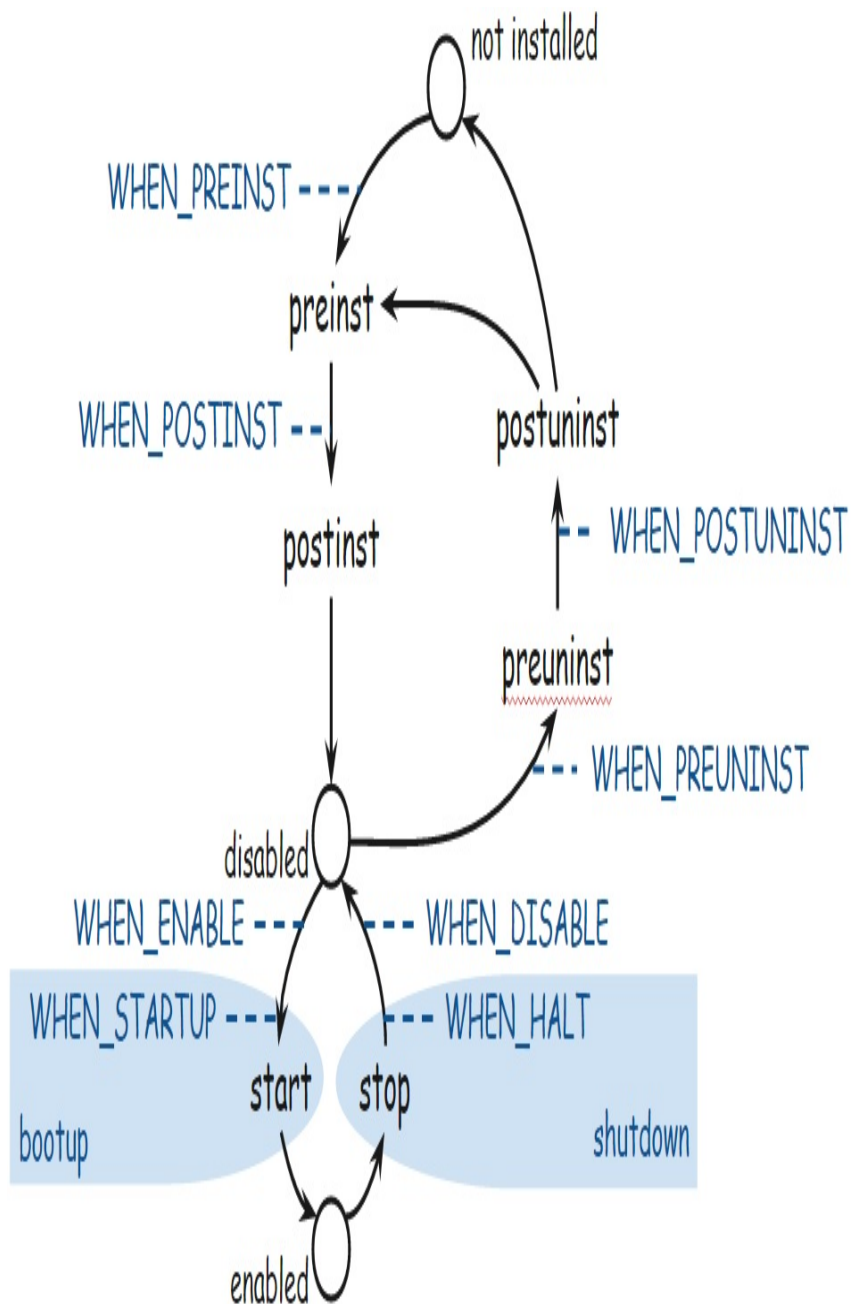 not installed
WHEN_PREINST
preinst
WHEN_POSTINST
postuninst
WHEN_POSTUNINST
postinst
preuninst
WHEN_PREUNINST
disabled
WHEN_ENABLE
WHEN_DISABLE
WHEN_STARTUP
WHEN_HALT
start
stop
bootup
shutdown
enabled